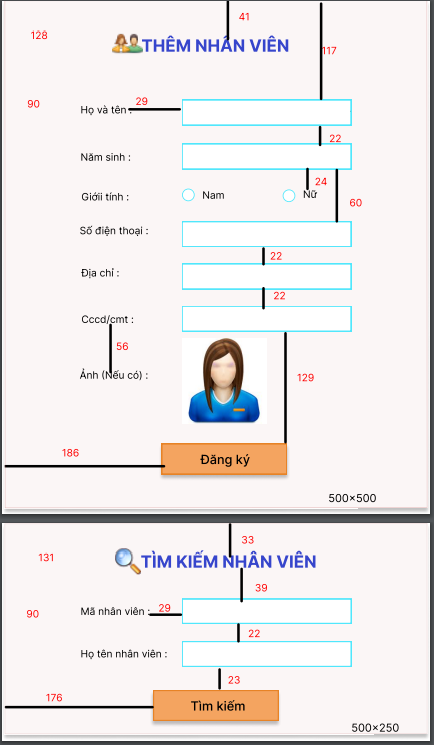 41
128
THÊM NHÂN VIÊN
117
90
29
Họ và tên :
22
Năm sinh :
24
Giớii tính :
Nam
Nữ
60
Số điện thoại :
22
Địa chỉ :
22
Cccd/cmt :
56
Ảnh (Nếu có) :
129
186
Đăng ký
500×500
33
131
TÌM KIẾM NHÂN VIÊN
39
90
Mã nhân viên :
29
22
Họ tên nhân viên :
23
176
Tìm kiếm
500×250